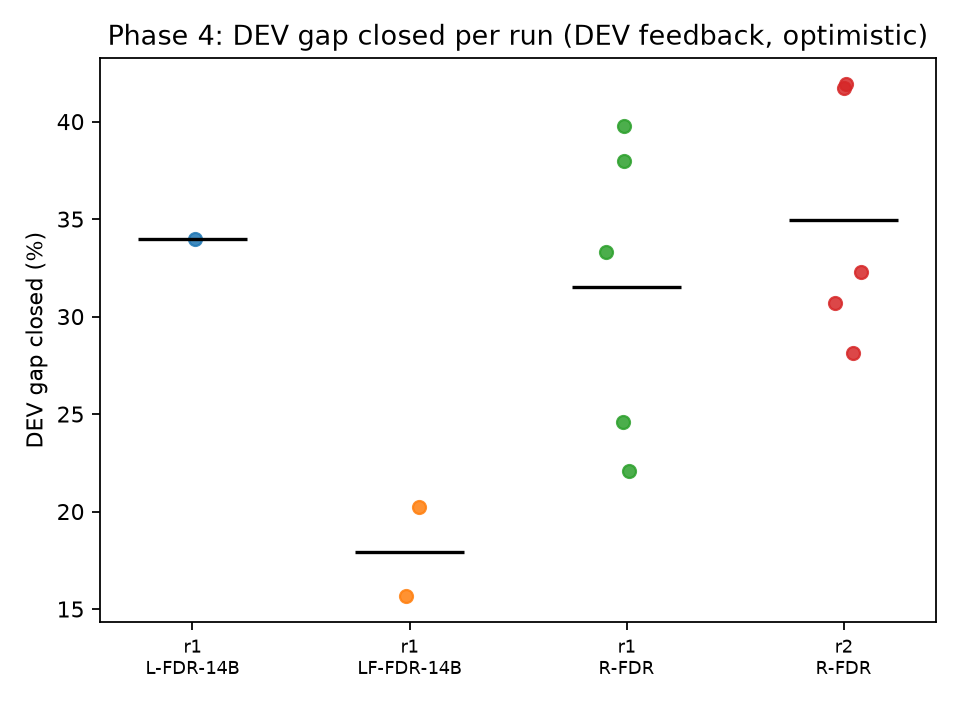 Phase 4: DEV gap closed per run (DEV feedback, optimistic)
DEV gap closed (%)
40
35
30
25
20
15
r1
L-FDR-14B
r1
LF-FDR-14B
r1
R-FDR
r2
R-FDR